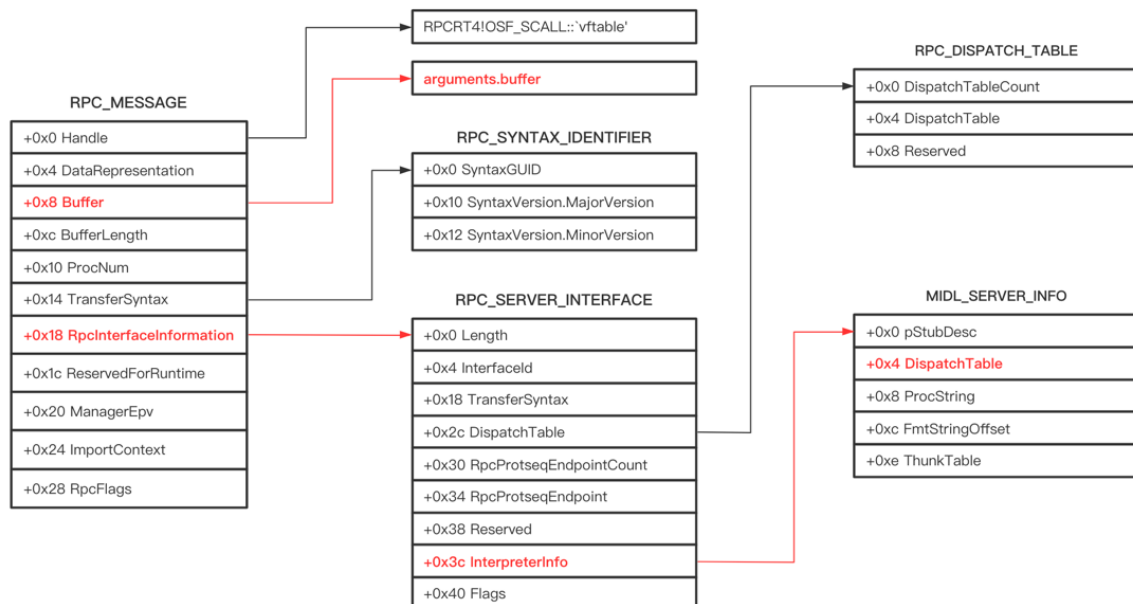 RPC_MESSAGE
+0x0 Handle
+0x4 DataRepresentation
+0x8 Buffer
+0xc BufferLength
+0x10 ProcNum
+0x14 TransferSyntax
+0x18 RpcInterfaceInformation
+0x1c ReservedForRuntime
+0x20 ManagerEpv
+0x24 ImportContext
+0x28 RpcFlags
RPCRT4!OSF_SCALL::`vftable'
arguments.buffer
RPC_SYNTAX_IDENTIFIER
+0x0 SyntaxGUID
+0x10 SyntaxVersion.MajorVersion
+0x12 SyntaxVersion.MinorVersion
RPC_SERVER_INTERFACE
+0x0 Length
+0x4 InterfaceId
+0x18 TransferSyntax
+0x2c DispatchTable
+0x30 RpcProtseqEndpointCount
+0x34 RpcProtseqEndpoint
+0x38 Reserved
+0x3c InterpreterInfo
+0x40 Flags
RPC_DISPATCH_TABLE
+0x0 DispatchTableCount
+0x4 DispatchTable
+0x8 Reserved
MIDL_SERVER_INFO
+0x0 pStubDesc
+0x4 DispatchTable
+0x8 ProcString
+0xc FmtStringOffset
+0xe ThunkTable